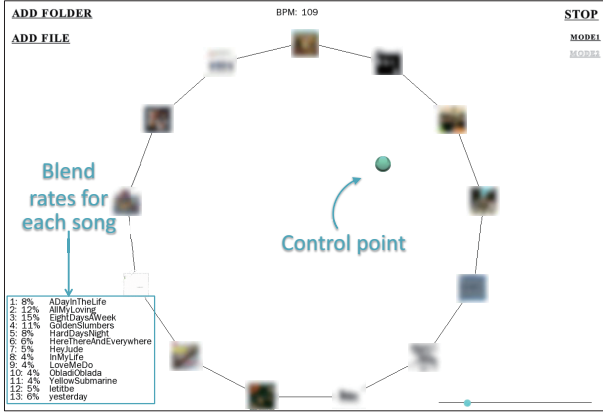 ADD FOLDER
BPM: 109
STOP
ADD FILE
MODE1
MODE2
Blend
rates for
each song
Control point
1: 8% ADayInTheLife
2: 12% AllMyLoving
3: 15% EightDaysAWeek
4: 11% GoldenSlumbers
5: 8% HardDaysNight
6: 6% HereThereAndEverywhere
7: 5% HeyJude
8: 4% InMyLife
9: 4% LoveMeDo
10: 4% ObladiOblada
11: 4% YellowSubmarine
12: 5% letitbe
13: 6% yesterday